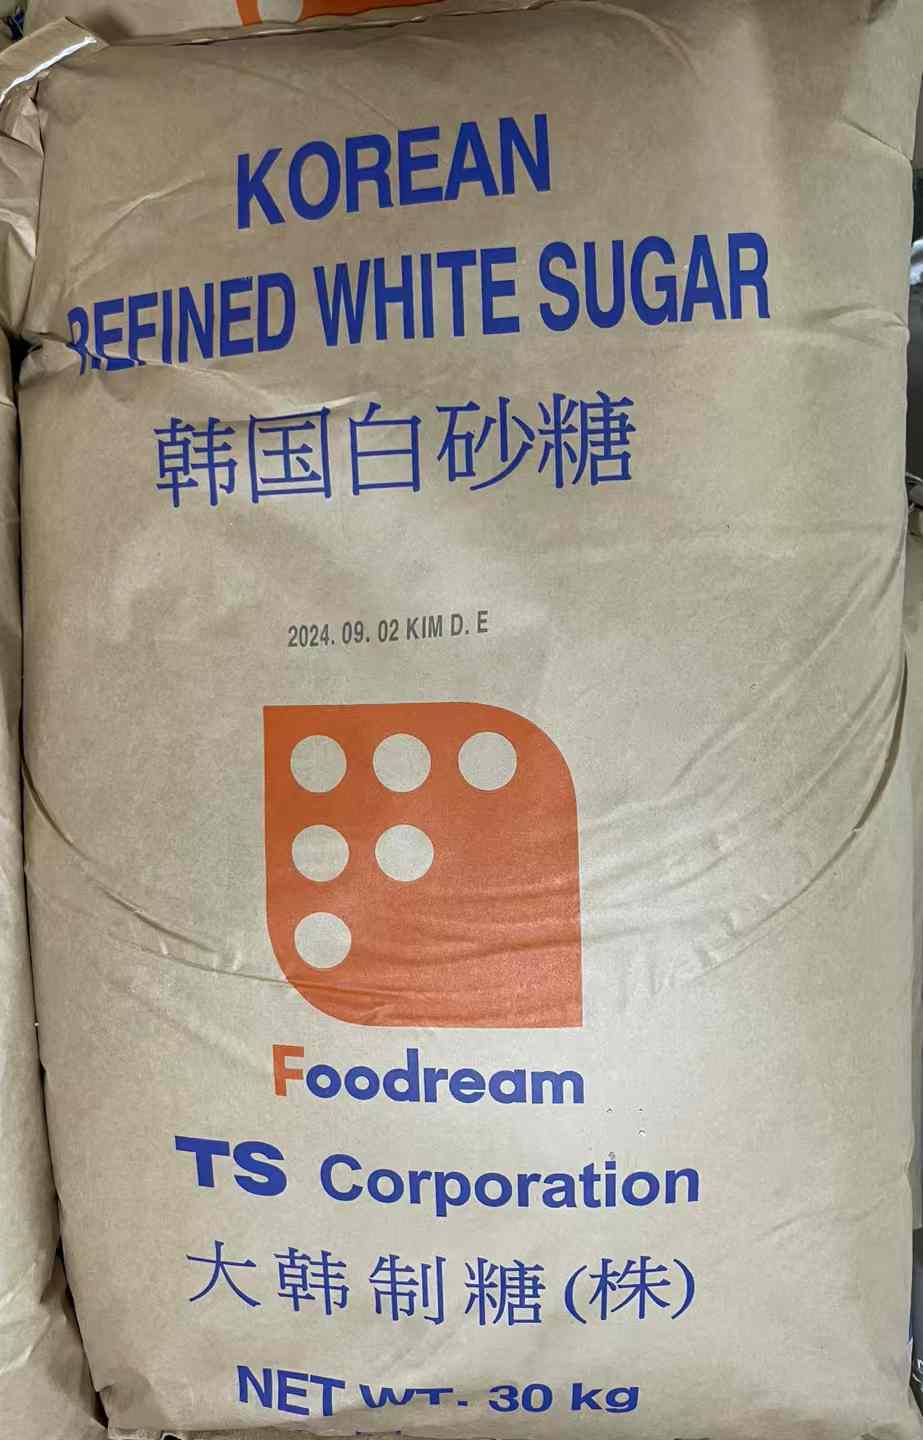 KOREAN
REFINED WHITE SUGAR
韩国白砂糖
2024. 09. 02 KIM D. E
Foodream
TS Corporation
大韩制糖(株)
NET WT. 30 kg